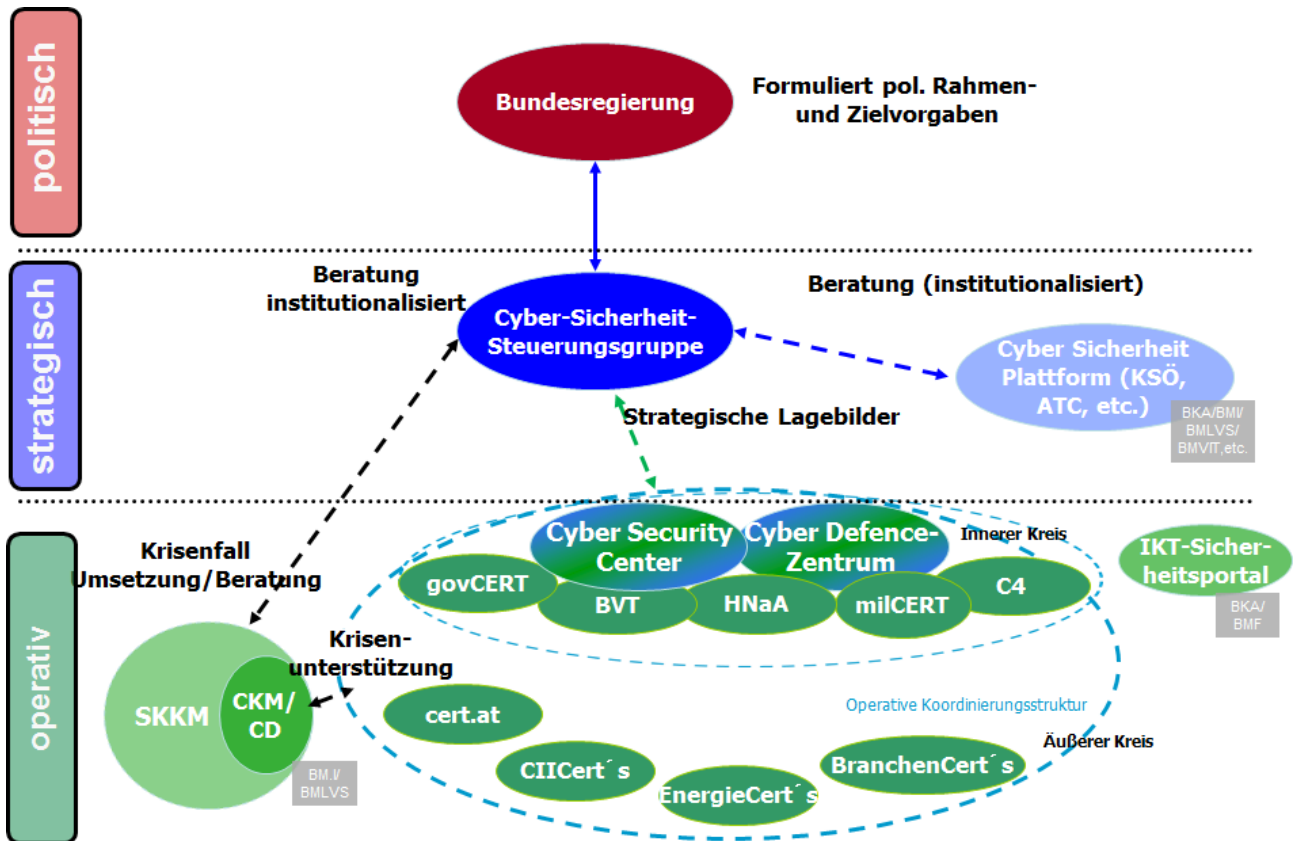 politisch
Bundesregierung
Formuliert pol. Rahmen-
und Zielvorgaben
strategisch
Beratung
institutionalisiert
Cyber-Sicherheit-
Steuerungsgruppe
Beratung (institutionalisiert)
Cyber Sicherheit
Plattform (KSÖ,
ATC, etc.)
BKA/BMI/
BMLVS/
BMVIT,etc.
Strategische Lagebilder
operativ
Krisenfall
Umsetzung/Beratung
Cyber Security
Center
Cyber Defence-
Zentrum
Innerer Kreis
govCERT
BVT
HNaA
milCERT
C4
IKT-Sicher-
heitsportal
BKA/
BMF
Krisen-
unterstützung
SKKM
CKM/
CD
BM.I/
BMLVS
cert.at
CIICert´s
EnergieCert´s
BranchenCert´s
Operative Koordinierungsstruktur
Äußerer Kreis